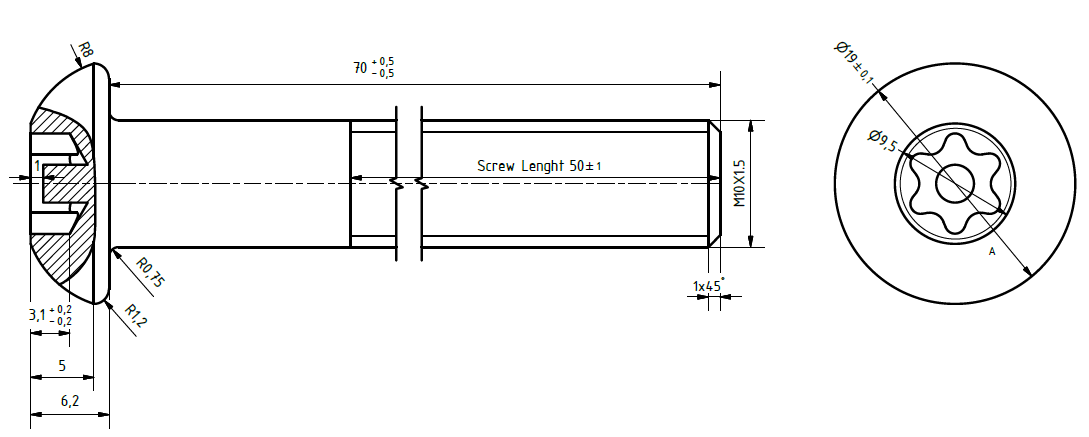 R8
70 +0,5
-0,5
Ø19±0,1
Ø9,5
1
Screw Lenght 50±1
M10X1.5
A
R0,75
1x45°
R1,2
3,1 +0,2
-0,2
5
6,2